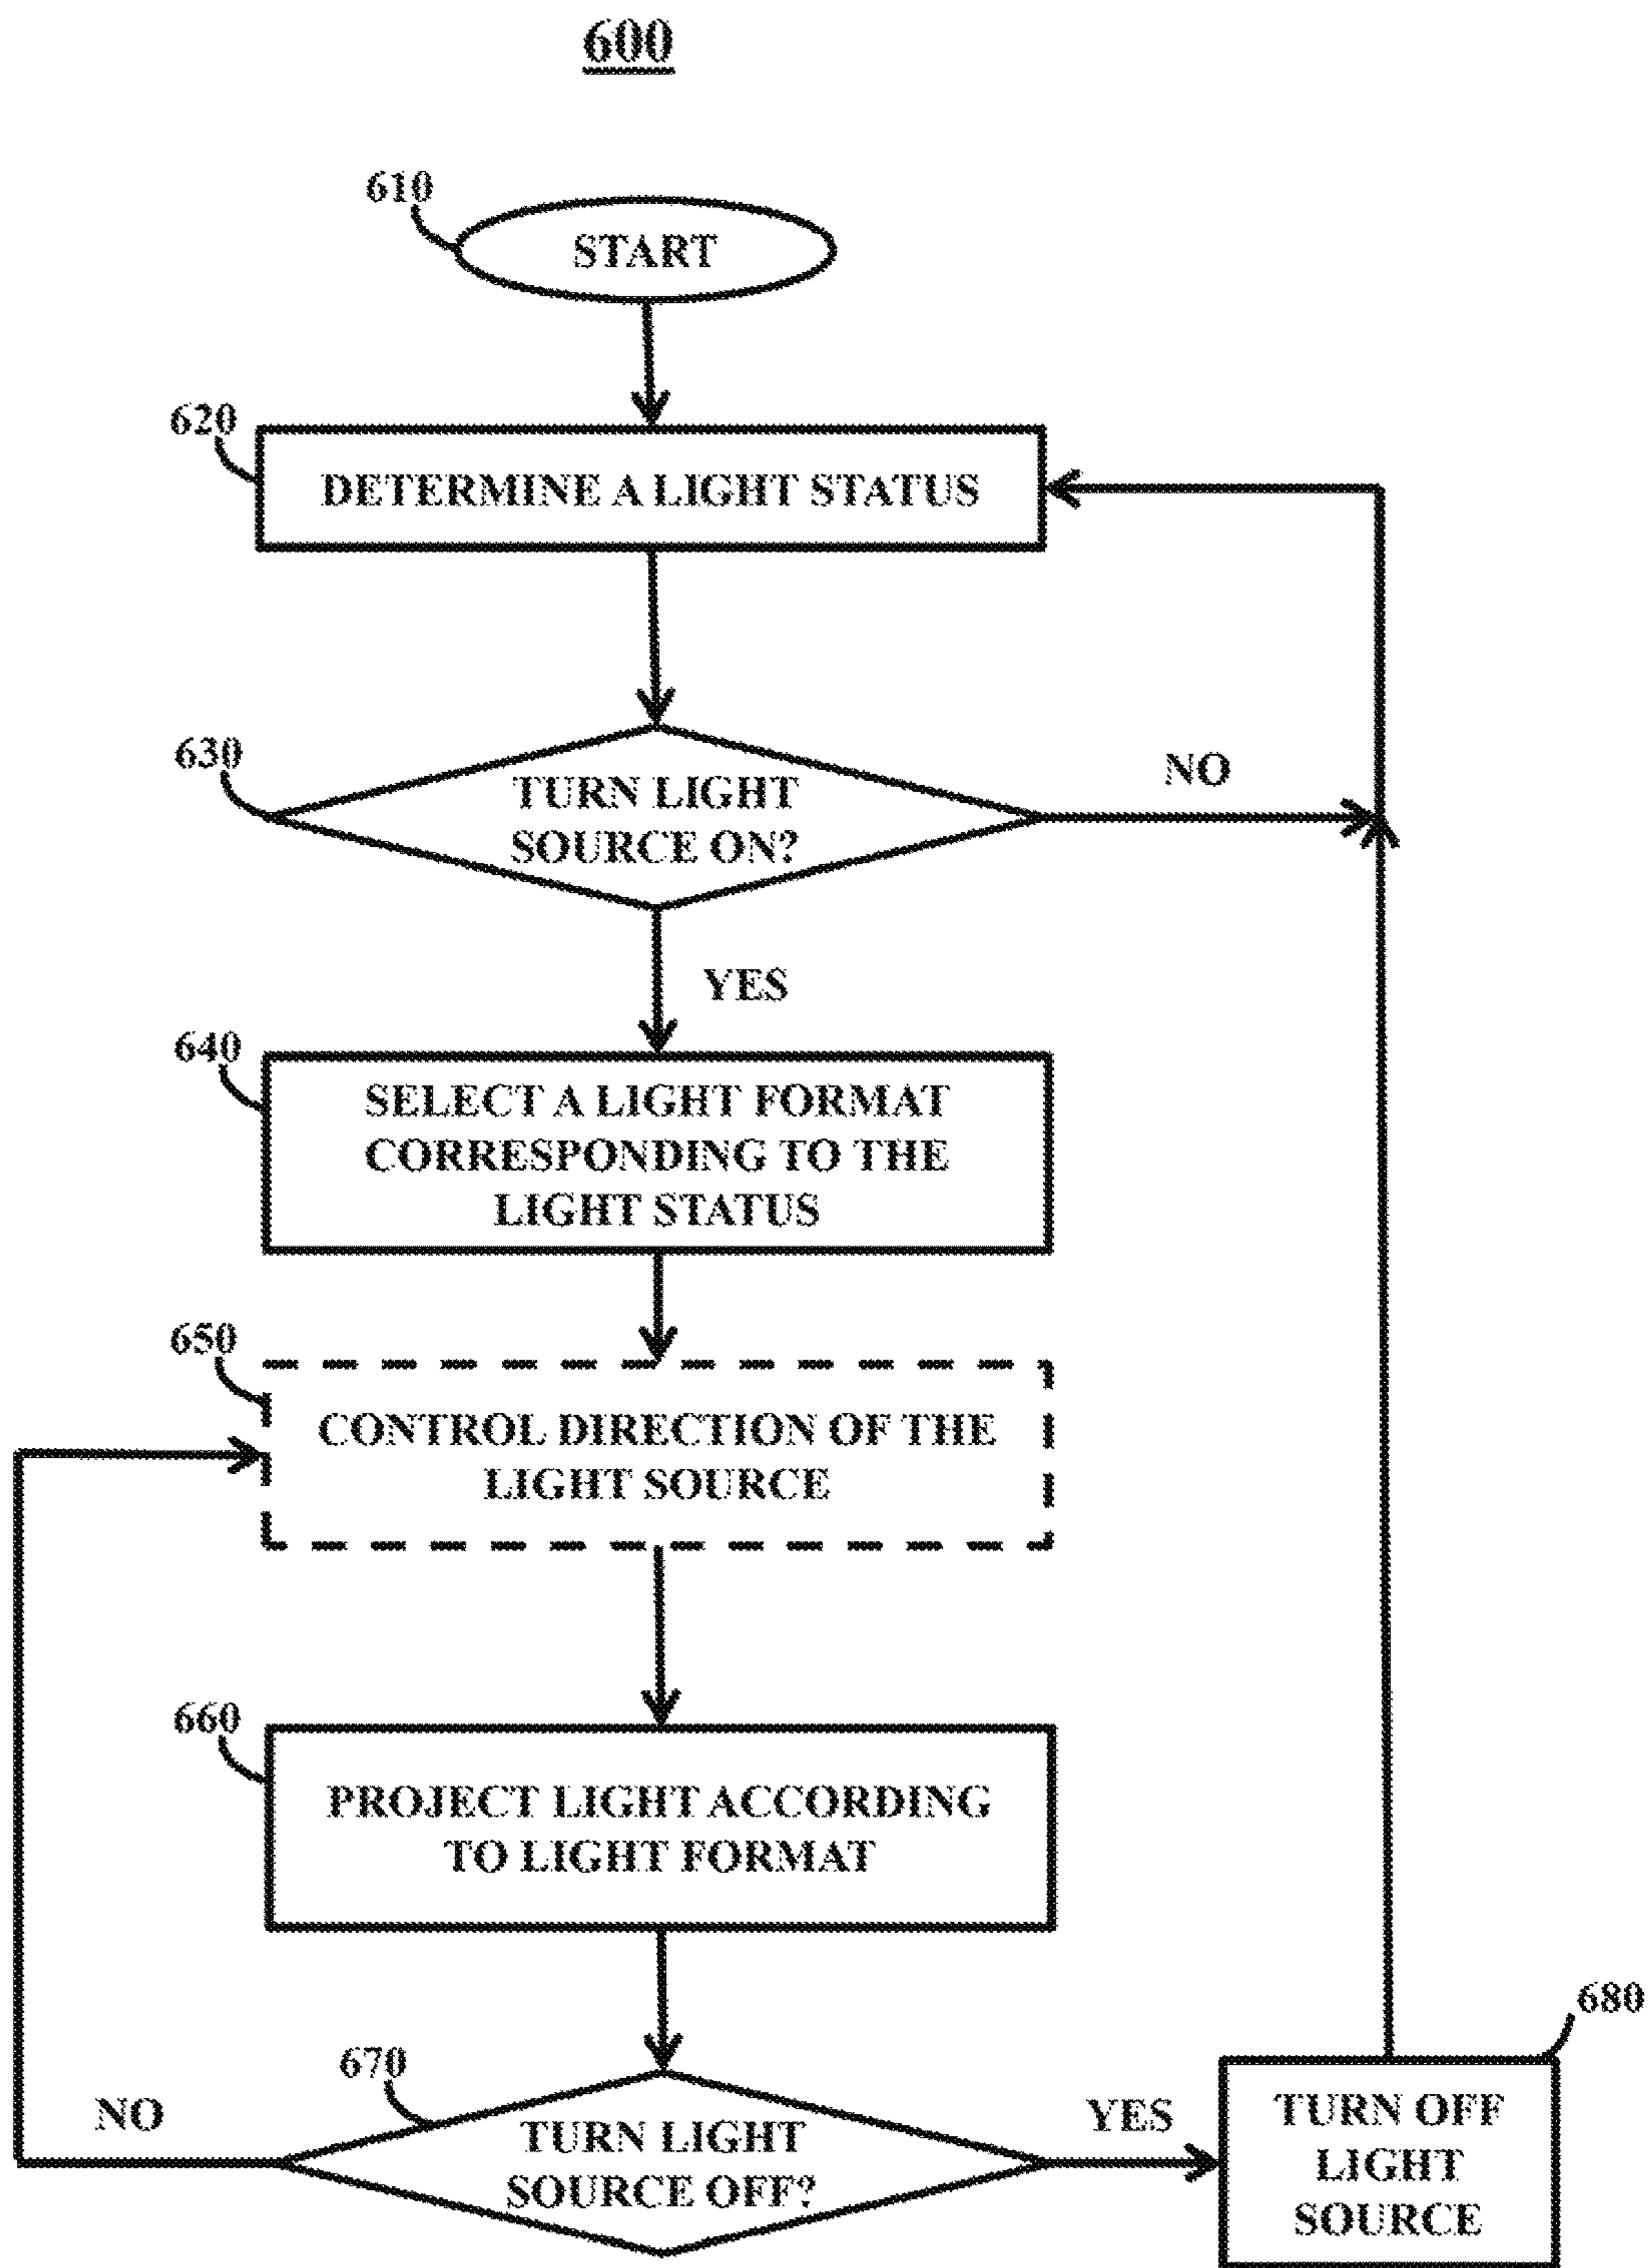 600
610
START
620
DETERMINE A LIGHT STATUS
630
TURN LIGHT
SOURCE ON?
NO
YES
640
SELECT A LIGHT FORMAT
CORRESPONDING TO THE
LIGHT STATUS
650
CONTROL DIRECTION OF THE
LIGHT SOURCE
660
PROJECT LIGHT ACCORDING
TO LIGHT FORMAT
670
NO
TURN LIGHT
SOURCE OFF?
YES
680
TURN OFF
LIGHT
SOURCE